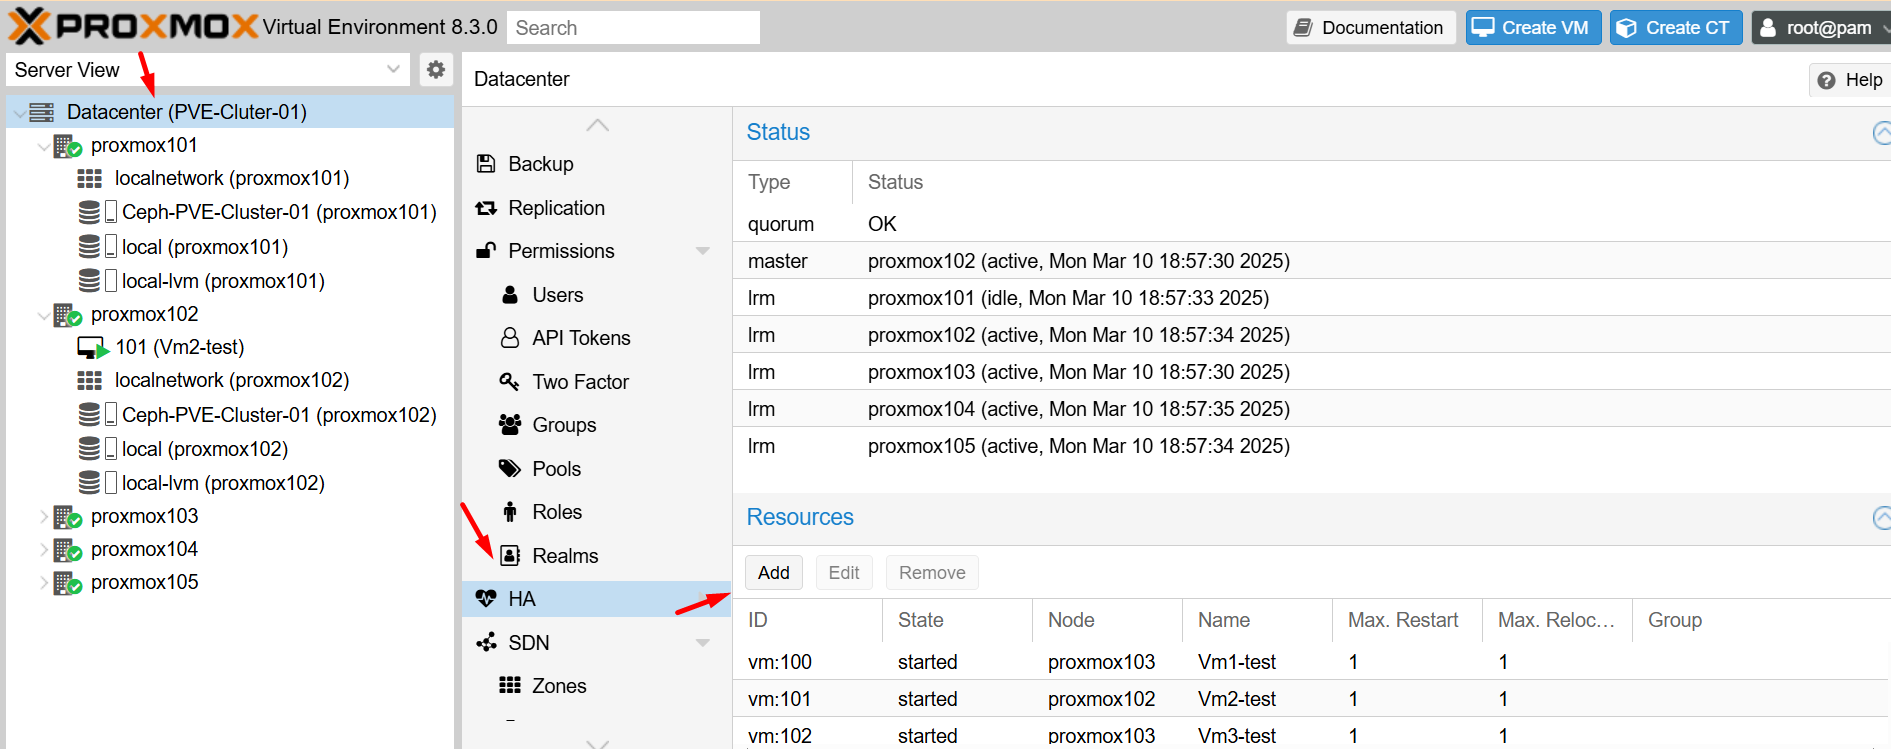 PROXMOX Virtual Environment 8.3.0 Search Documentation Create VM Create CT root@pam
Server View
Datacenter (PVE-Cluter-01)
proxmox101
localnetwork (proxmox101)
Ceph-PVE-Cluster-01 (proxmox101)
local (proxmox101)
local-lvm (proxmox101)
proxmox102
101 (Vm2-test)
localnetwork (proxmox102)
Ceph-PVE-Cluster-01 (proxmox102)
local (proxmox102)
local-lvm (proxmox102)
proxmox103
proxmox104
proxmox105
Datacenter Help
Backup
Replication
Permissions
Users
API Tokens
Two Factor
Groups
Pools
Roles
Realms
HA
SDN
Zones
Status
Type Status
quorum OK
master proxmox102 (active, Mon Mar 10 18:57:30 2025)
lrm proxmox101 (idle, Mon Mar 10 18:57:33 2025)
lrm proxmox102 (active, Mon Mar 10 18:57:34 2025)
lrm proxmox103 (active, Mon Mar 10 18:57:30 2025)
lrm proxmox104 (active, Mon Mar 10 18:57:35 2025)
lrm proxmox105 (active, Mon Mar 10 18:57:34 2025)
Resources
Add Edit Remove
ID State Node Name Max. Restart Max. Reloc... Group
vm:100 started proxmox103 Vm1-test 1 1
vm:101 started proxmox102 Vm2-test 1 1
vm:102 started proxmox103 Vm3-test 1 1